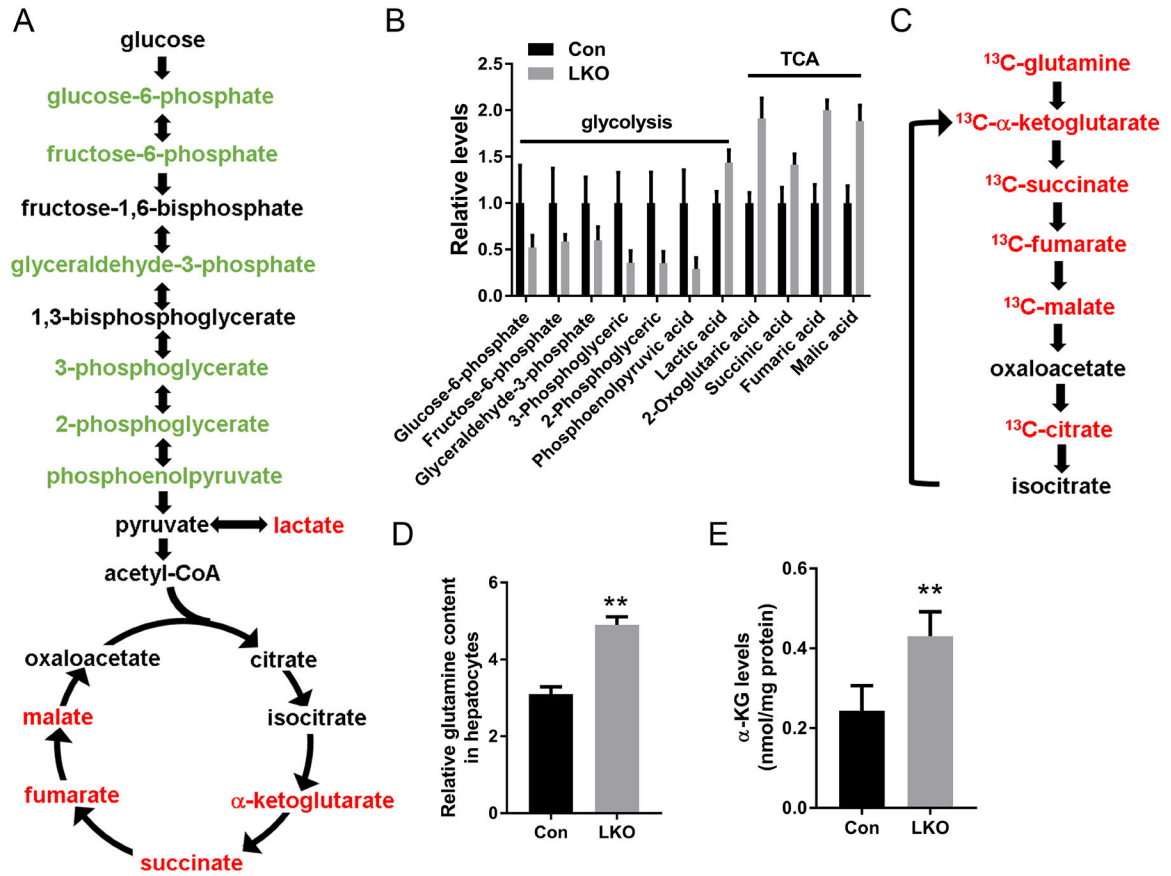 A
glucose
glucose-6-phosphate
fructose-6-phosphate
fructose-1,6-bisphosphate
glyceraldehyde-3-phosphate
1,3-bisphosphoglycerate
3-phosphoglycerate
2-phosphoglycerate
phosphoenolpyruvate
pyruvate
lactate
acetyl-CoA
oxaloacetate
citrate
malate
isocitrate
fumarate
α-ketoglutarate
succinate
B
Con
LKO
TCA
glycolysis
Relative levels
2.5
2.0
1.5
1.0
0.5
0.0
Glucose-6-phosphate
Fructose-6-phosphate
Glyceraldehyde-3-phosphate
3-Phosphoglyceric
2-Phosphoglyceric
Phosphoenolpyruvic acid
Lactic acid
2-Oxoglutaric acid
Succinic acid
Fumaric acid
Malic acid
C
¹³C-glutamine
¹³C-α-ketoglutarate
¹³C-succinate
¹³C-fumarate
¹³C-malate
oxaloacetate
¹³C-citrate
isocitrate
D
Relative glutamine content
in hepatocytes
6
4
2
0
**
Con
LKO
E
α-KG levels
(nmol/mg protein)
0.6
0.4
0.2
0.0
**
Con
LKO